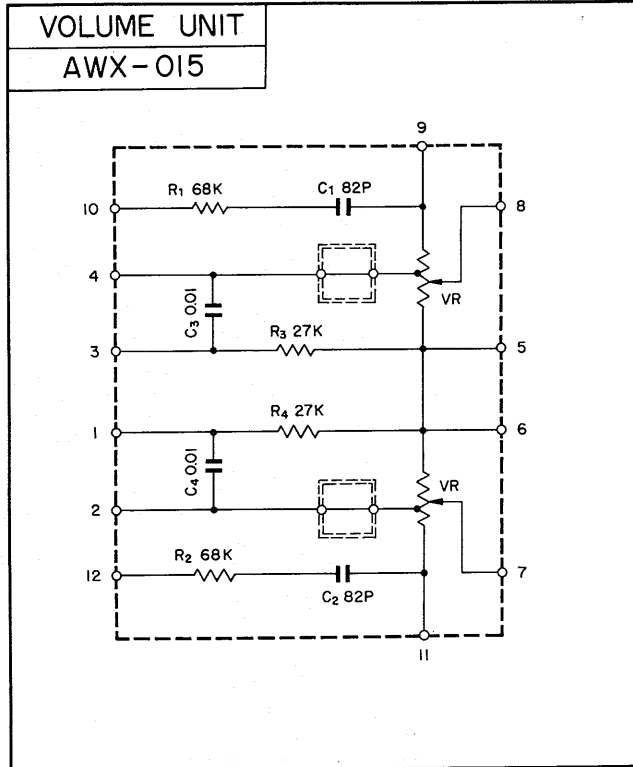 VOLUME UNIT
AWX-015
9
R1 68K
C1 82P
10
8
4
C3 0.01
VR
R3 27K
3
5
R4 27K
1
6
C4 0.01
VR
2
R2 68K
12
C2 82P
7
11